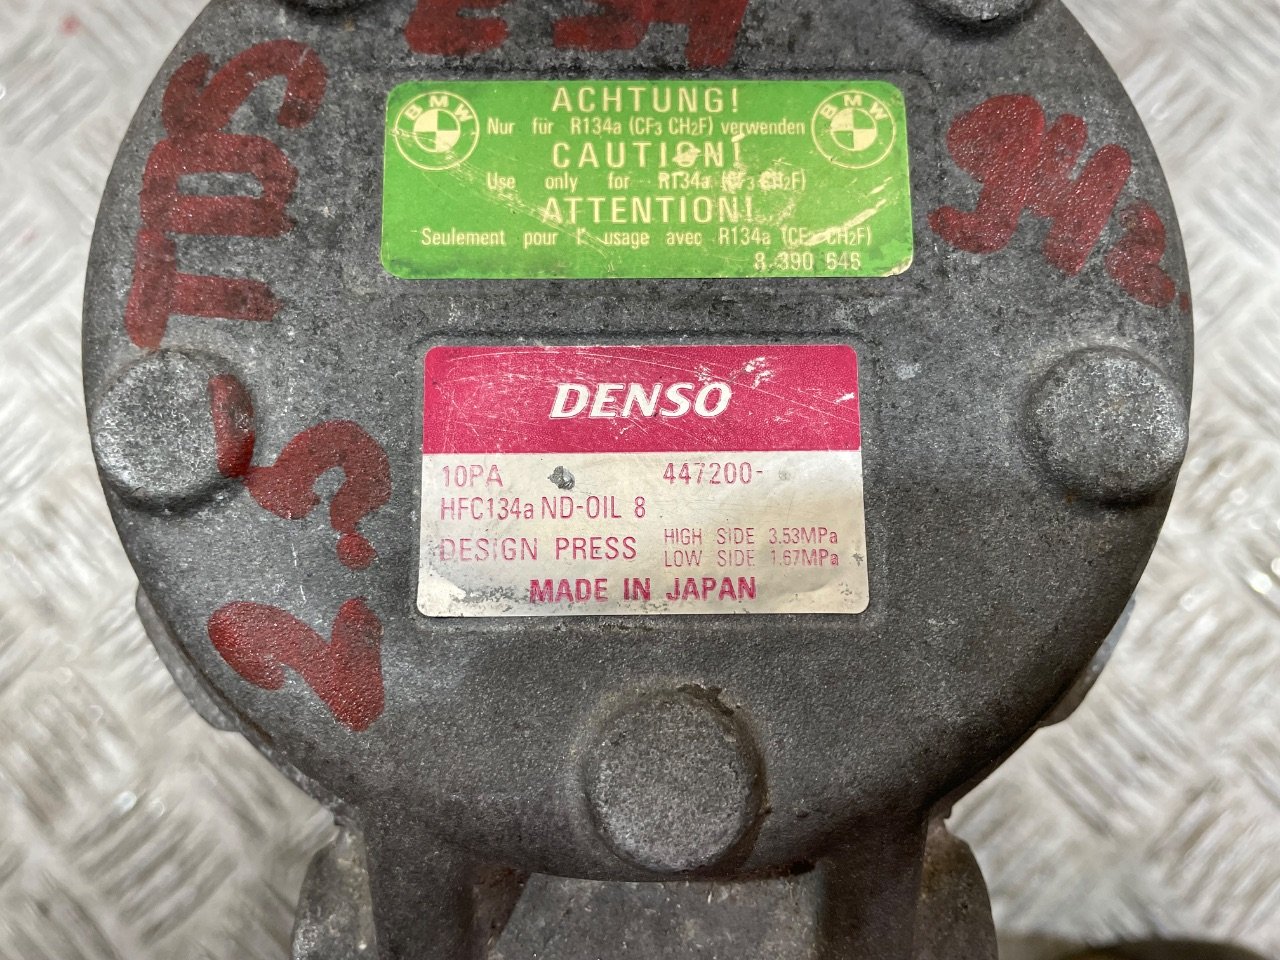 E34
BMW
ACHTUNG!
BMW
Nur für R134a (CF3 CH2F) verwenden
CAUTION!
Use only for R134a (CF3 CH2F)
ATTENTION!
Seulement pour l' usage avec R134a (CF3 CH2F)
8 390 646
TDS
2.5
942
DENSO
10PA 447200-
HFC134a ND-OIL 8
DESIGN PRESS HIGH SIDE 3.53MPa
LOW SIDE 1.67MPa
MADE IN JAPAN